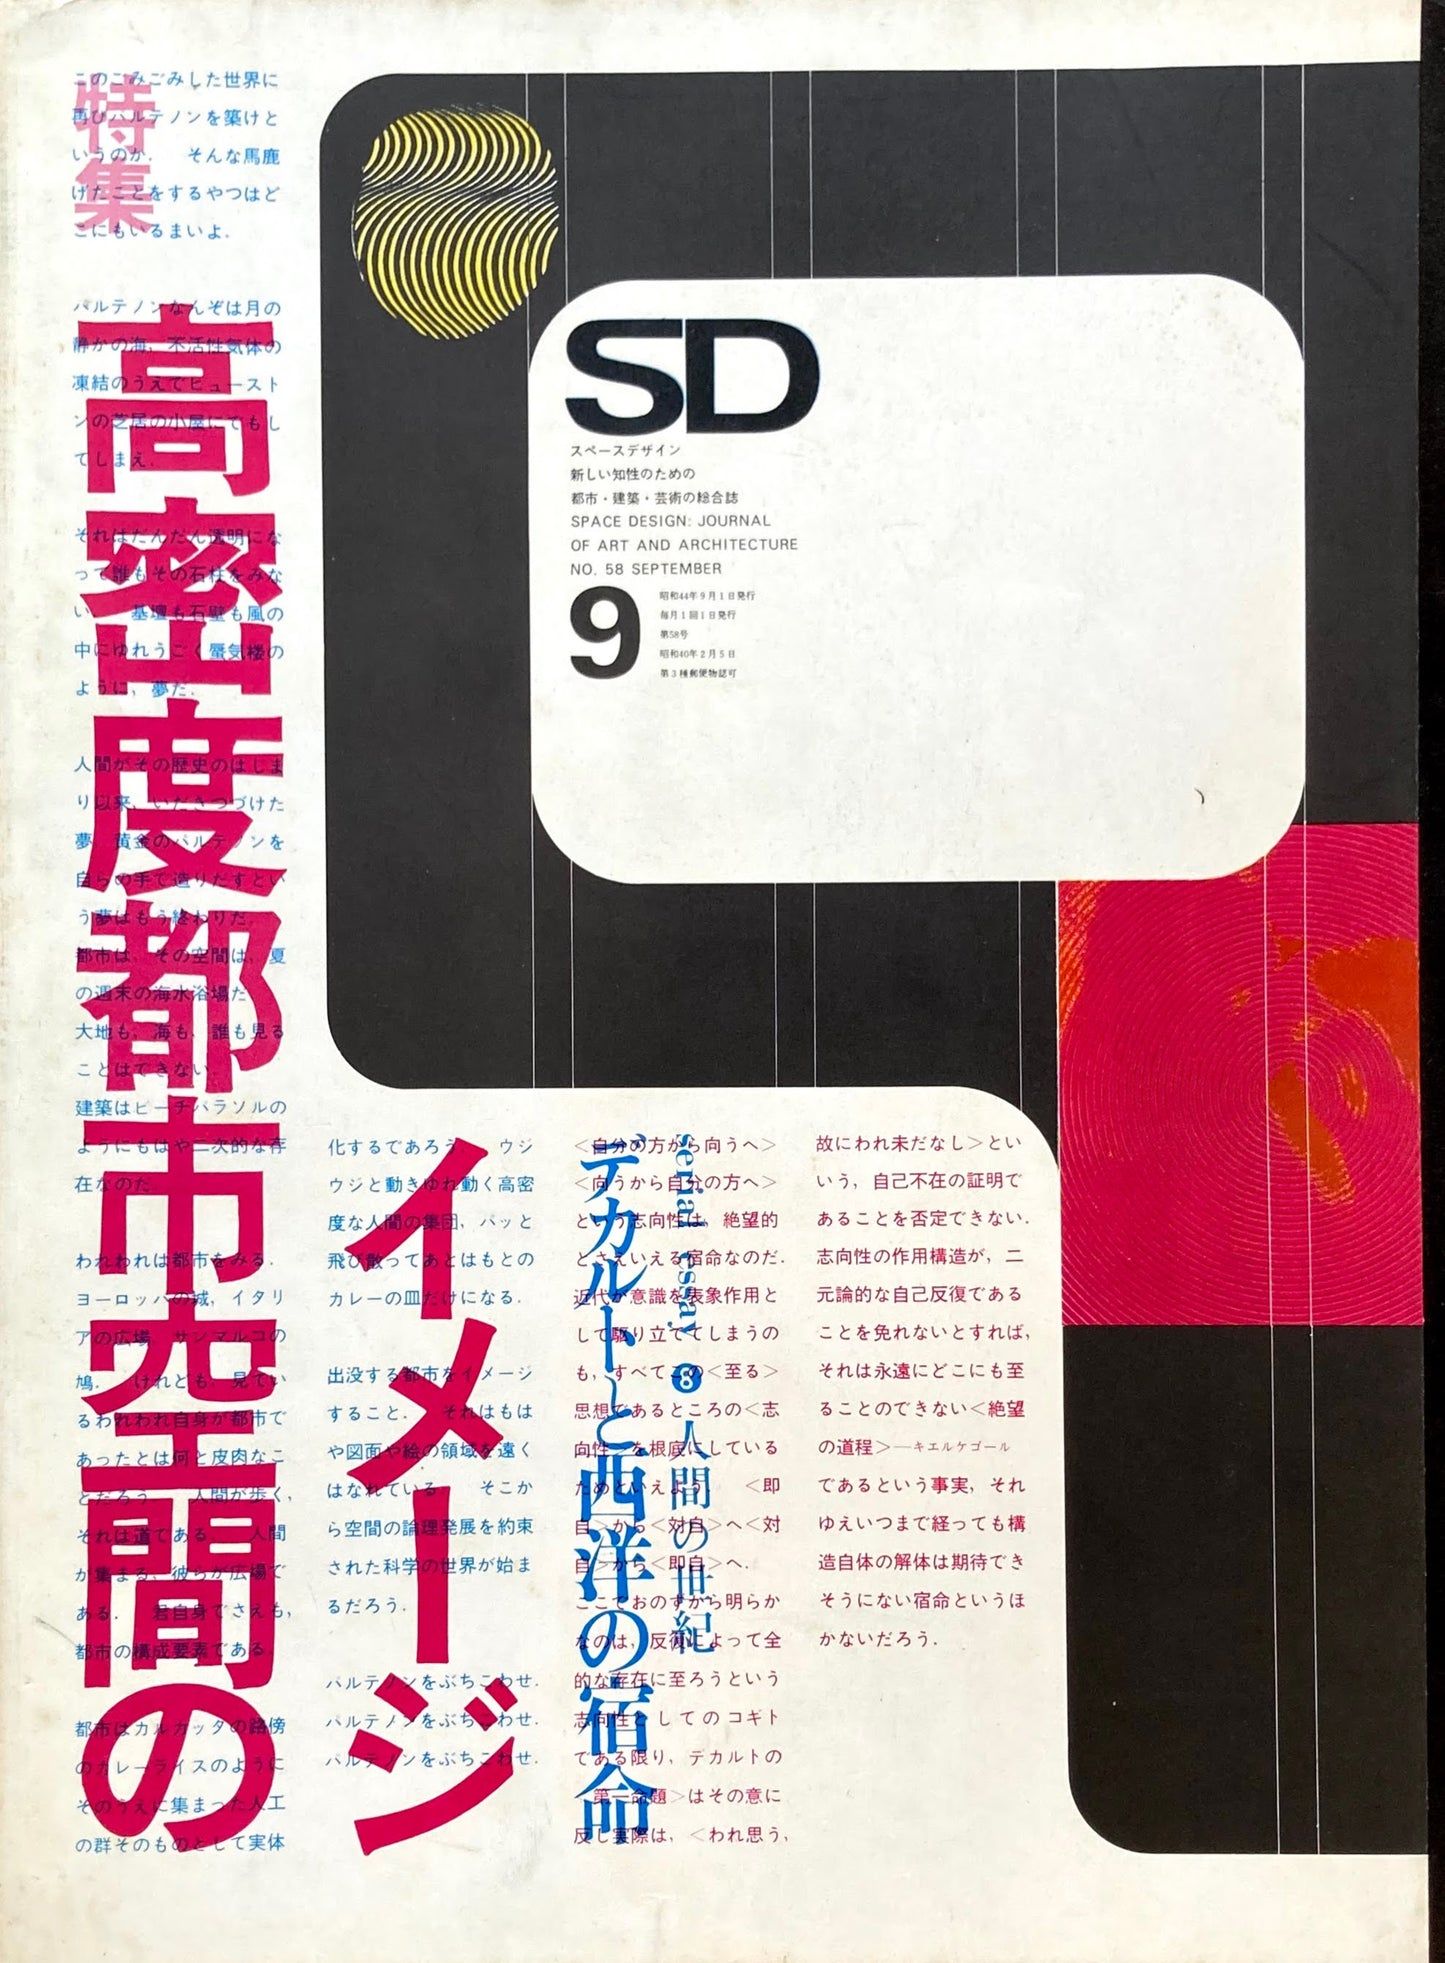 特集
高密度都市空間の
イメージ
このごみごみした世界に
再びパルテノンを築けと
いうのか． そんな馬鹿
げたことをするやつはど
こにもいるまいよ．
パルテノンなんぞは月の
静かの海，不活性気体の
凍結のうえでヒュースト
ンの芝居の小屋にでもし
てしまえ．
それはだんだん透明にな
って誰もその石柱をみな
い． 基壇も石壁も風の
中にゆれうごく蜃気楼の
ように，夢だ．
人間がその歴史のはじま
り以来，いだきつづけた
夢，黄金のパルテノンを
自らの手で造りだすとい
う夢はもう終わりだ．
都市は，その空間は，夏
の週末の海水浴場だ．
大地も，海も，誰も見る
ことはできない．
建築はビーチパラソルの
ようにもはや二次的な存
在なのだ．
われわれは都市をみる．
ヨーロッパの城，イタリ
アの広場，サンマルコの
鳩． けれども，見てい
るわれわれ自身が都市で
あったとは何と皮肉なこ
とだろう． 人間が歩く，
それは道である． 人間
が集まる，彼らが広場で
ある． 君自身でさえも，
都市の構成要素である．
都市はカルカッタの路傍
のカレーライスのように
そのうえに集まった人工
の群そのものとして実体
化するであろう． ウジ
ウジと動きゆれ動く高密
度な人間の集団，パッと
飛び散ってあとはもとの
カレーの皿だけになる．
出没する都市をイメージ
すること． それはもは
や図面や絵の領域を遠く
はなれている． そこか
ら空間の論理発展を約束
された科学の世界が始ま
るだろう．
パルテノンをぶちこわせ．
パルテノンをぶちこわせ．
パルテノンをぶちこわせ．
SD
スペースデザイン
新しい知性のための
都市・建築・芸術の総合誌
SPACE DESIGN: JOURNAL
OF ART AND ARCHITECTURE
NO. 58 SEPTEMBER
9
昭和44年9月1日発行
毎月1回1日発行
第58号
昭和40年2月5日
第3種郵便物認可
serial essay ❽ 人間の世紀
デカルトと西洋の宿命
＜自分の方から向うへ＞
＜向うから自分の方へ＞
という志向性は，絶望的
とさえいえる宿命なのだ．
近代が意識を表象作用と
して駆り立ててしまうの
も，すべてこの＜至る＞
思想であるところの＜志
向性＞を根底にしている
ためといえよう． ＜即
自＞から＜対自＞へ＜対
自＞から＜即自＞へ．
ここでおのずから明らか
なのは，反復によって全
的な存在に至ろうという
志向性としてのコギト
である限り，デカルトの
＜第一命題＞はその意に
反し実際は，＜われ思う，
故にわれ未だなし＞とい
いう，自己不在の証明で
あることを否定できない．
志向性の作用構造が，二
元論的な自己反復である
ことを免れないとすれば，
それは永遠にどこにも至
ることのできない＜絶望
の道程＞—キエルケゴール
であるという事実，それ
ゆえいつまで経っても構
造自体の解体は期待でき
そうにない宿命というほ
かないだろう．